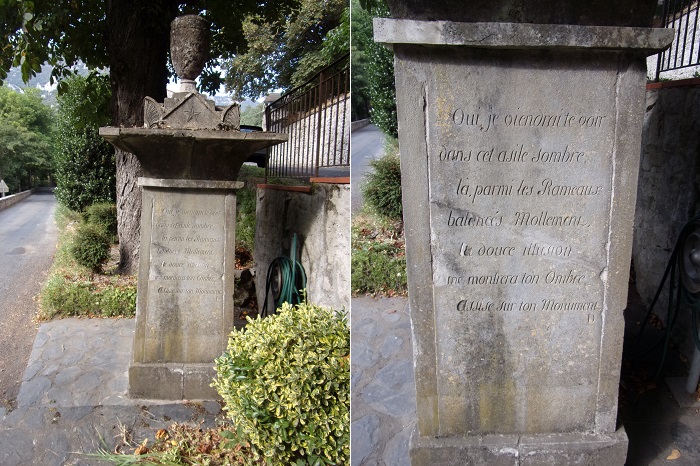 Oui, je viendrai te voir
dans cet asile sombre,
là, parmi les Rameaux
balancés Mollement,
la douce illusion
me montrera ton Ombre
Assise sur ton Monument.